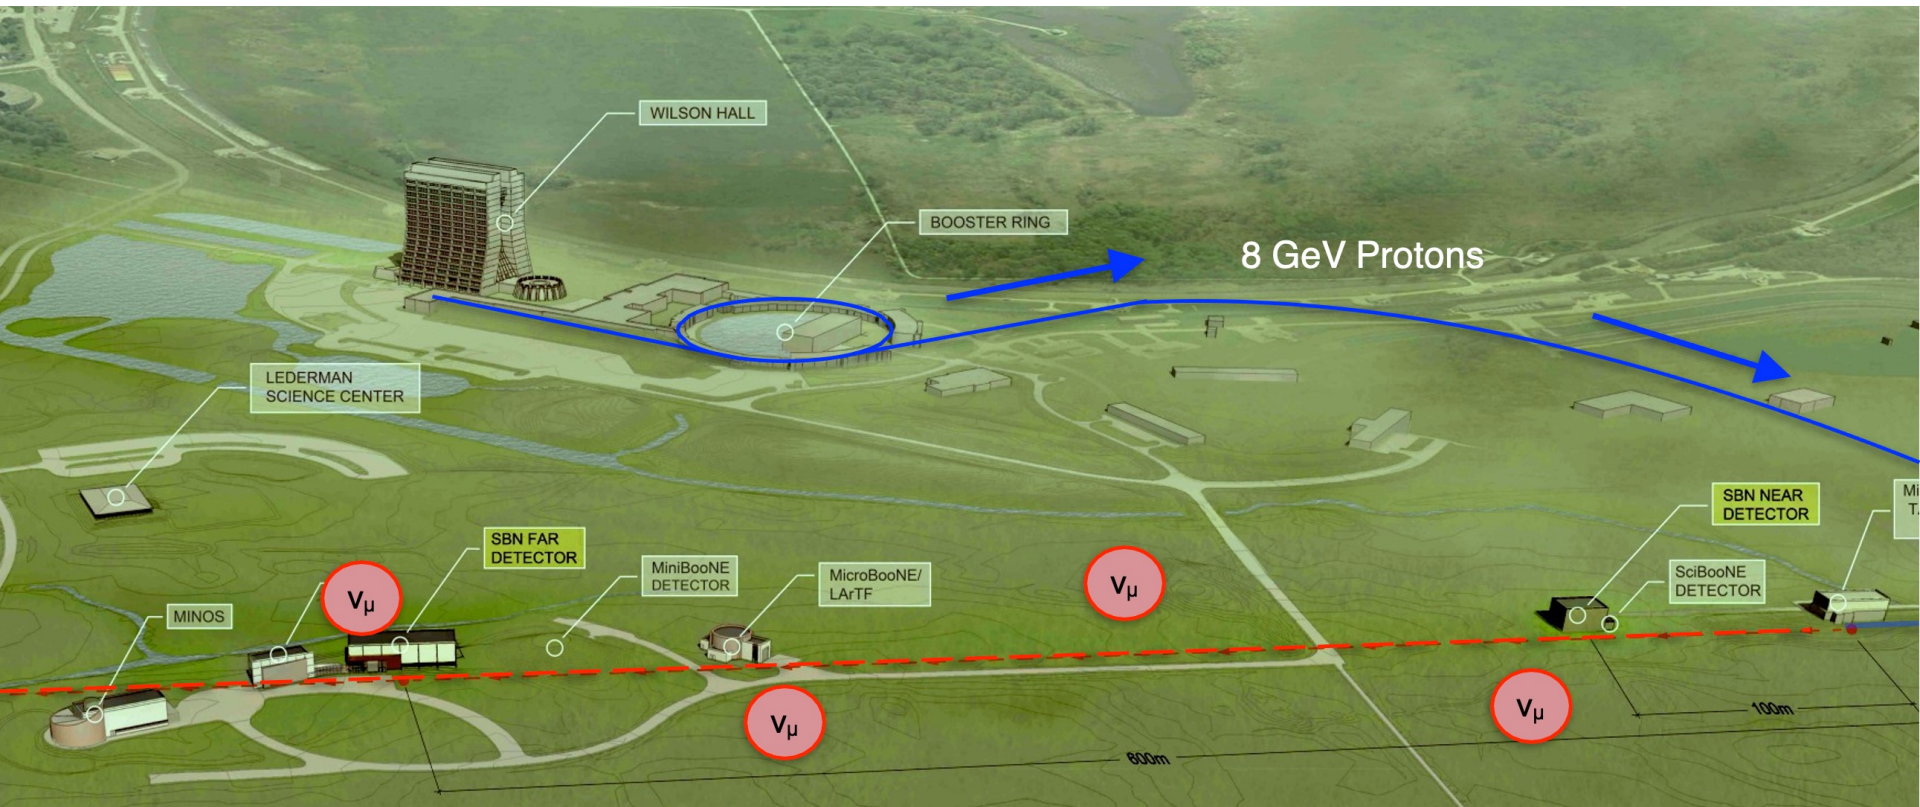 WILSON HALL
BOOSTER RING
8 GeV Protons
LEDERMAN
SCIENCE CENTER
SBN NEAR
DETECTOR
Mi
T
SBN FAR
DETECTOR
MiniBooNE
DETECTOR
MicroBooNE/
LArTF
SciBooNE
DETECTOR
MINOS
νμ
νμ
νμ
νμ
100m
600m